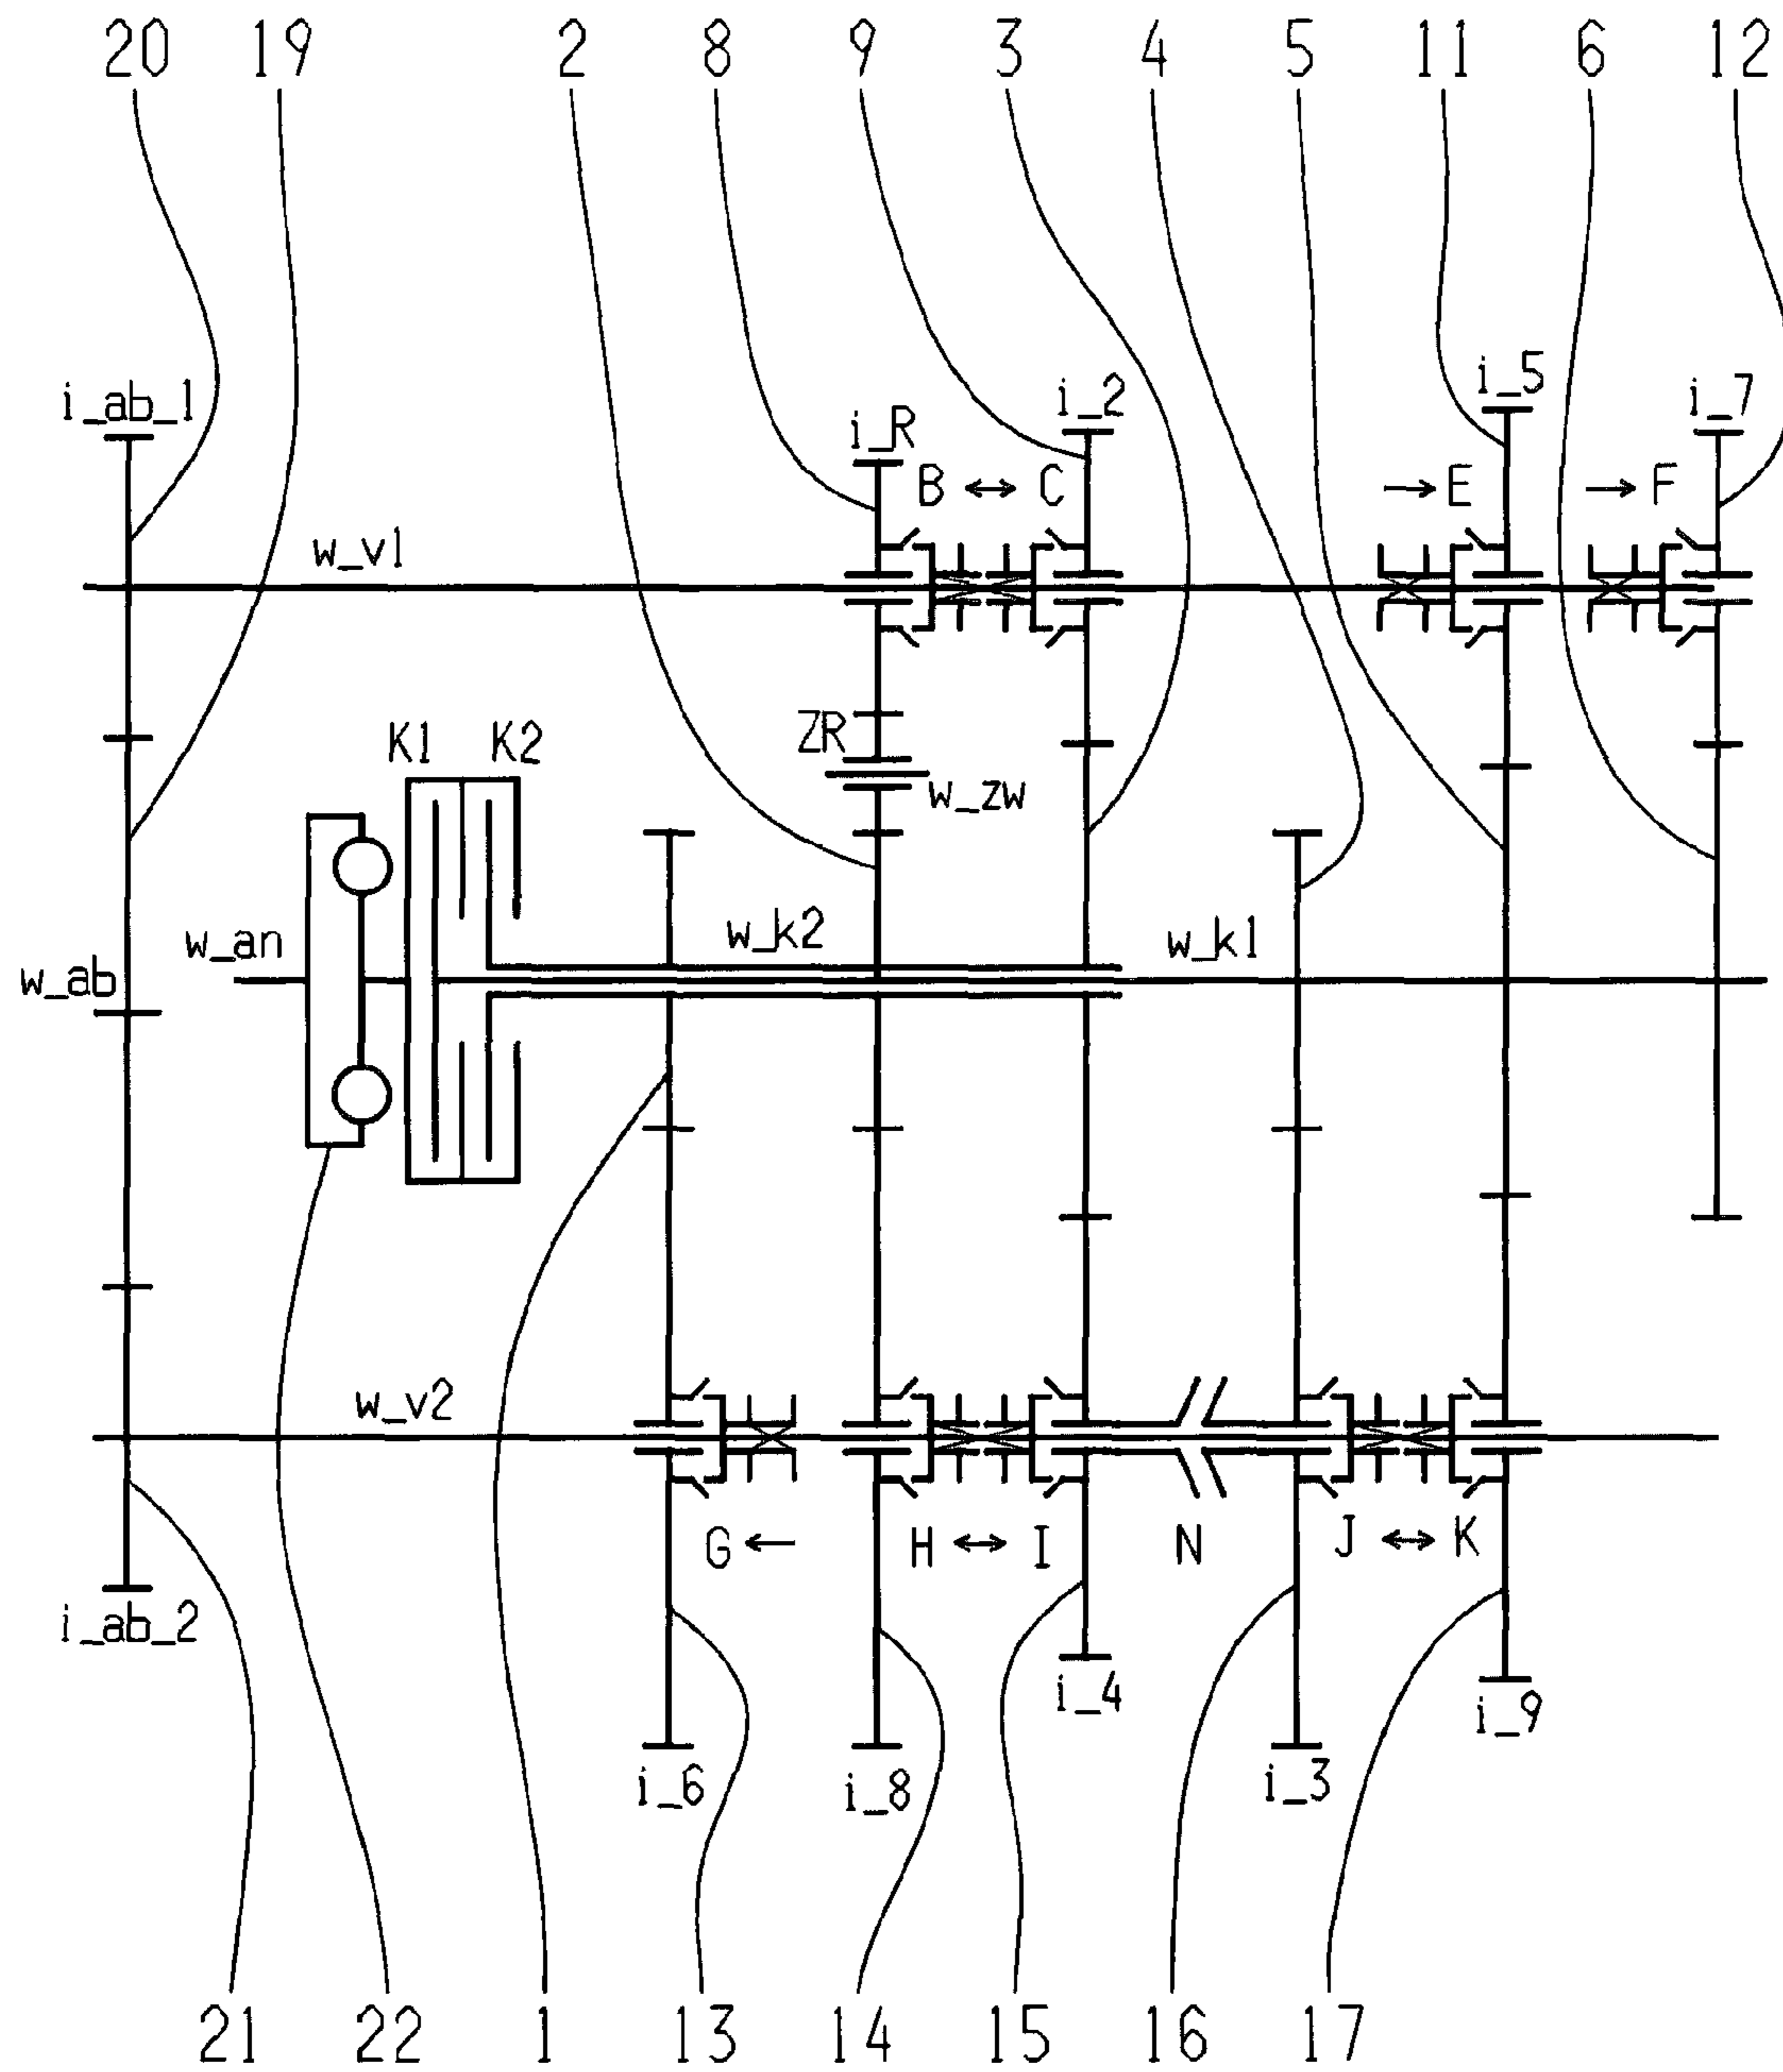 20 19 2 8 9 3 4 5 11 6 12
i_5
i_ab_1 i_R i_2 i_7
B ↔ C → E → F
w_v1
ZR
K1 K2
w_zw
w_an w_k2 w_k1
w_ab
w_v2
G ← H ↔ I N J ↔ K
i_ab_2
i_4 i_9
i_6 i_8 i_3
21 22 1 13 14 15 16 17